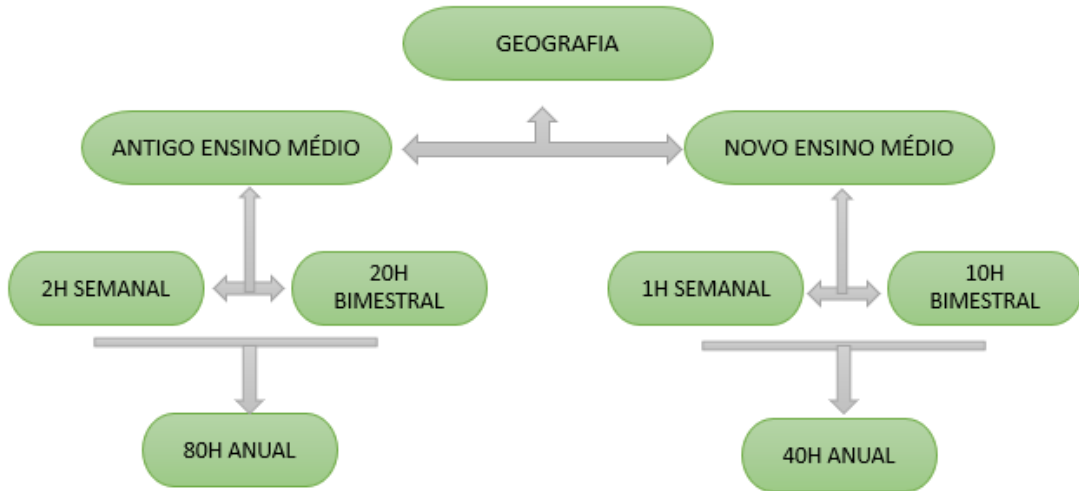 GEOGRAFIA
ANTIGO ENSINO MÉDIO
NOVO ENSINO MÉDIO
2H SEMANAL
20H
BIMESTRAL
1H SEMANAL
10H
BIMESTRAL
80H ANUAL
40H ANUAL